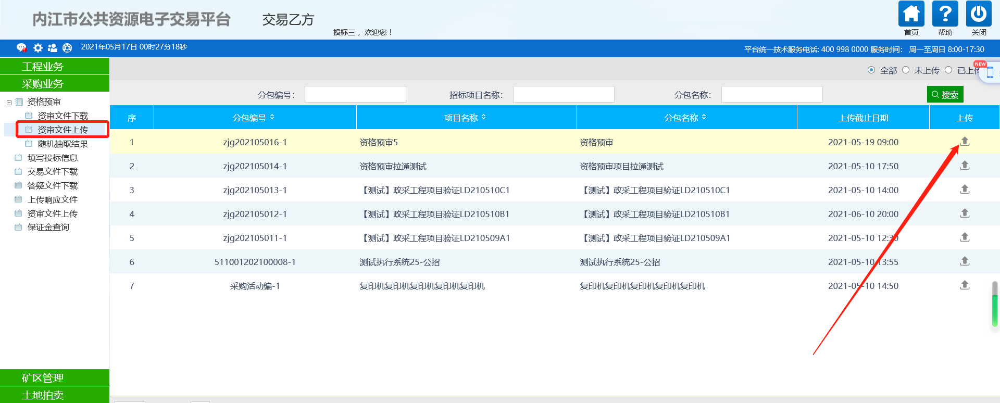 内江市公共资源电子交易平台
交易乙方
投标三 ，欢迎您！
首页
帮助
关闭
2021年05月17日 00时27分18秒
平台统一技术服务电话: 400 998 0000 服务时间： 周一至周日 8:00-17:30
工程业务
采购业务
资格预审
资审文件下载
资审文件上传
随机抽取结果
填写投标信息
交易文件下载
答疑文件下载
上传响应文件
资审文件上传
保证金查询
矿区管理
土地拍卖
全部 未上传 已上传
NEW
分包编号： 招标项目名称： 分包名称： 搜索
序 分包编号 项目名称 分包名称 上传截止日期 上传
1 zjg202105016-1 资格预审5 资格预审 2021-05-19 09:00
2 zjg202105014-1 资格预审拉通测试 资格预审项目拉通测试 2021-05-10 17:50
3 zjg202105013-1 【测试】政采工程项目验证LD210510C1 【测试】政采工程项目验证LD210510C1 2021-05-10 14:00
4 zjg202105012-1 【测试】政采工程项目验证LD210510B1 【测试】政采工程项目验证LD210510B1 2021-06-10 20:00
5 zjg202105011-1 【测试】政采工程项目验证LD210509A1 【测试】政采工程项目验证LD210509A1 2021-05-10 12:30
6 511001202100008-1 测试执行系统25-公招 测试执行系统25-公招 2021-05-10 13:55
7 采购活动编-1 复印机复印机复印机复印机复印机 复印机复印机复印机复印机复印机 2021-05-10 14:50